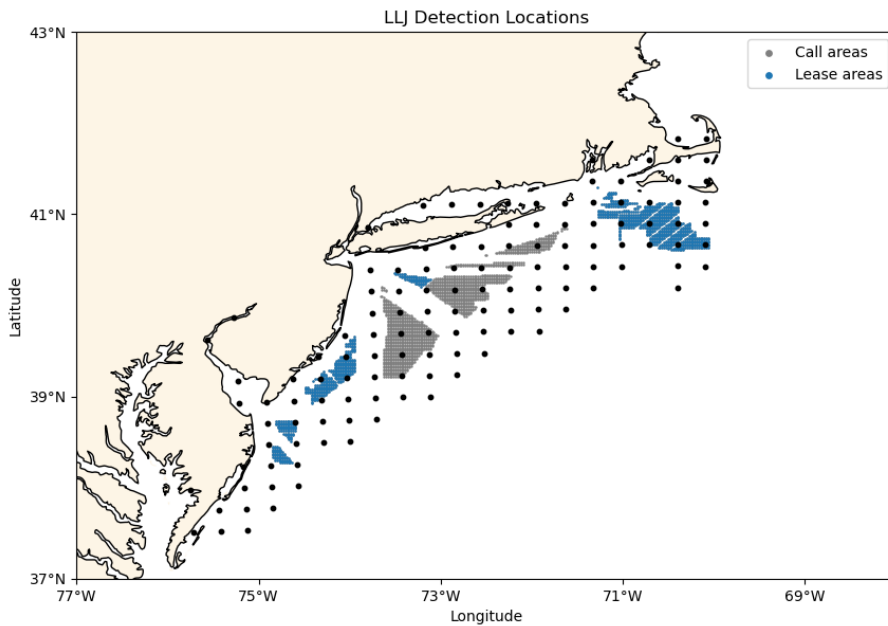 LLJ Detection Locations
43°N
Call areas
Lease areas
41°N
Latitude
39°N
37°N
77°W 75°W 73°W 71°W 69°W
Longitude